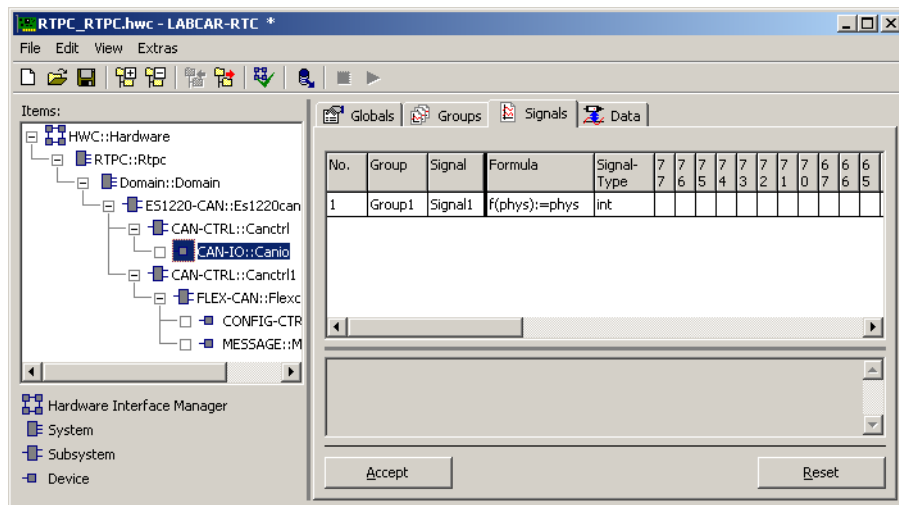 RTPC_RTPC.hwc - LABCAR-RTC *
File Edit View Extras
Items:
HWC::Hardware
RTPC::Rtpc
Domain::Domain
ES1220-CAN::Es1220can
CAN-CTRL::Canctrl
CAN-IO::Canio
CAN-CTRL::Canctrl1
FLEX-CAN::Flexc
CONFIG-CTR
MESSAGE::M
Hardware Interface Manager
System
Subsystem
Device
Globals Groups Signals Data
No. Group Signal Formula Signal- 7 7 7 7 7 7 7 7 6 6 6
Type 7 6 5 4 3 2 1 0 7 6 5
1 Group1 Signal1 f(phys):=phys int
Accept Reset